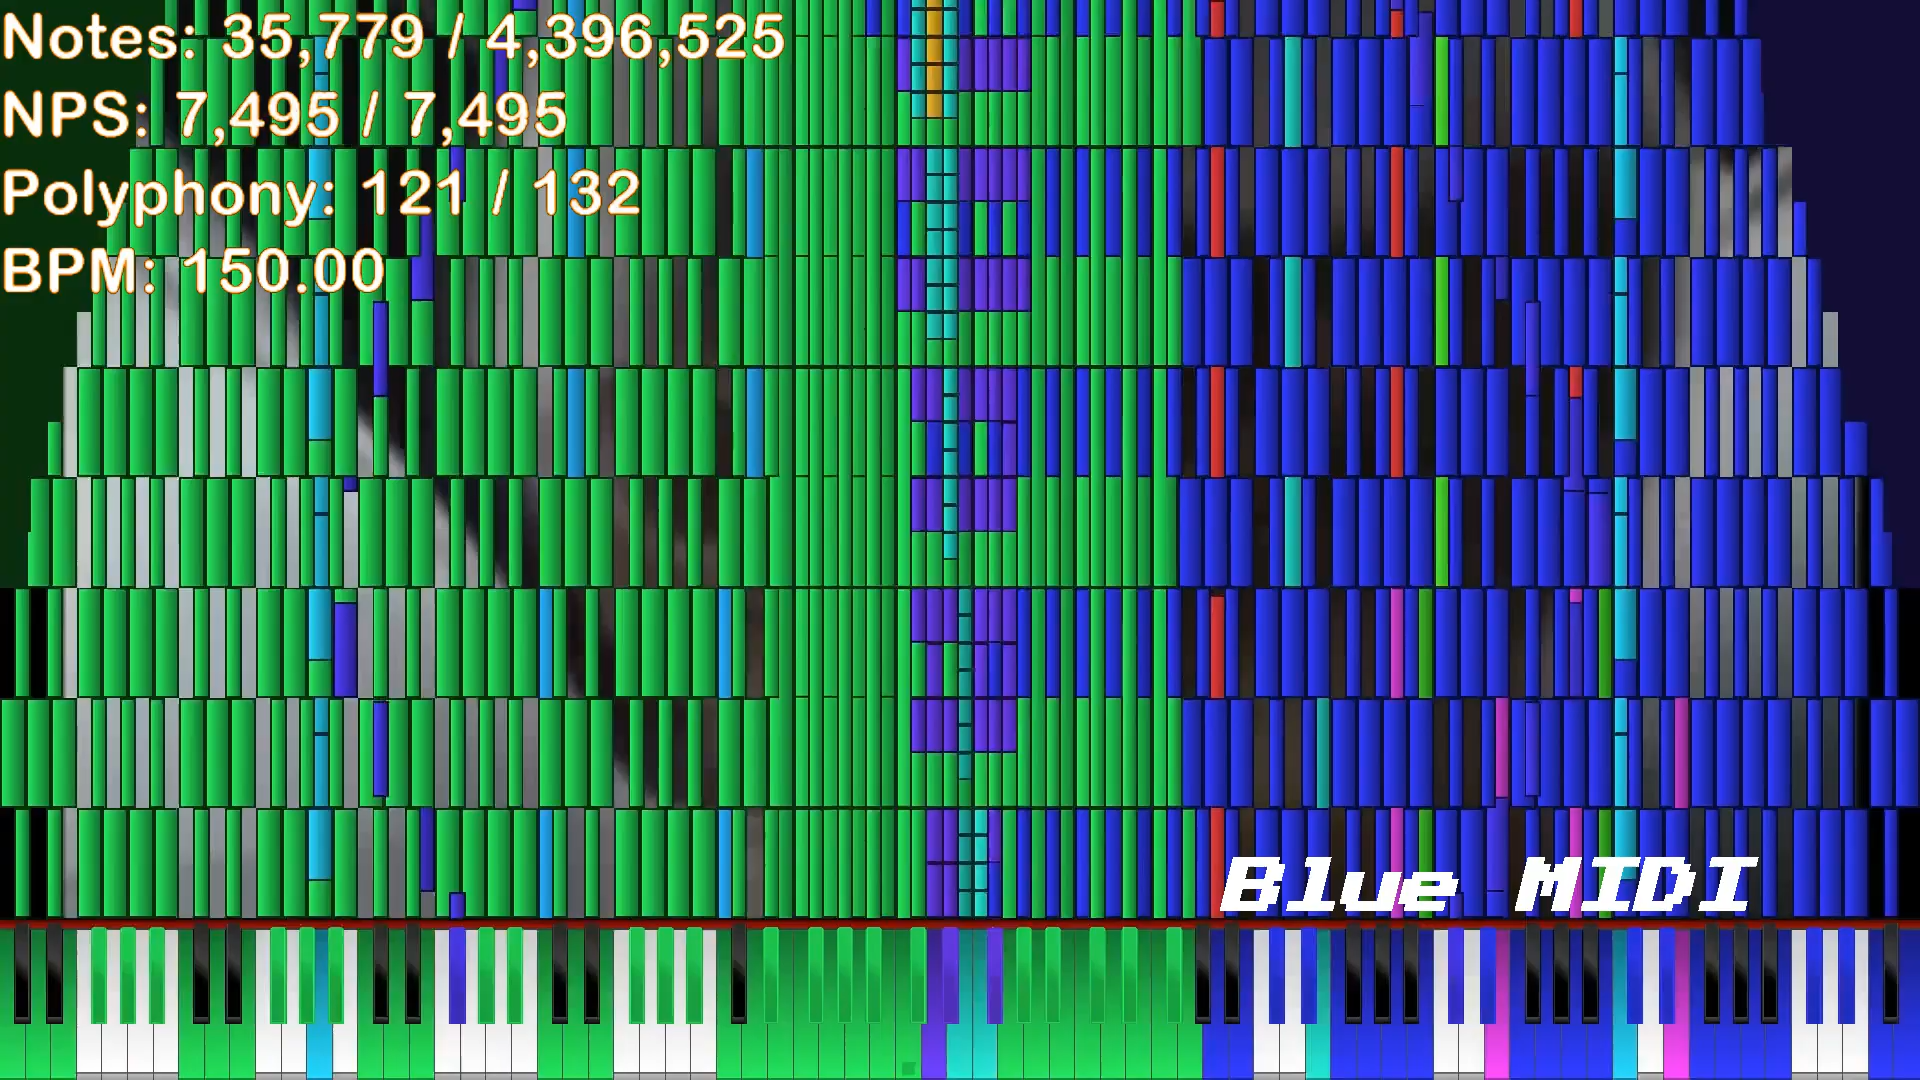 Notes: 35,779 / 4,396,525
NPS: 7,495 / 7,495
Polyphony: 121 / 132
BPM: 150.00
Blue MIDI